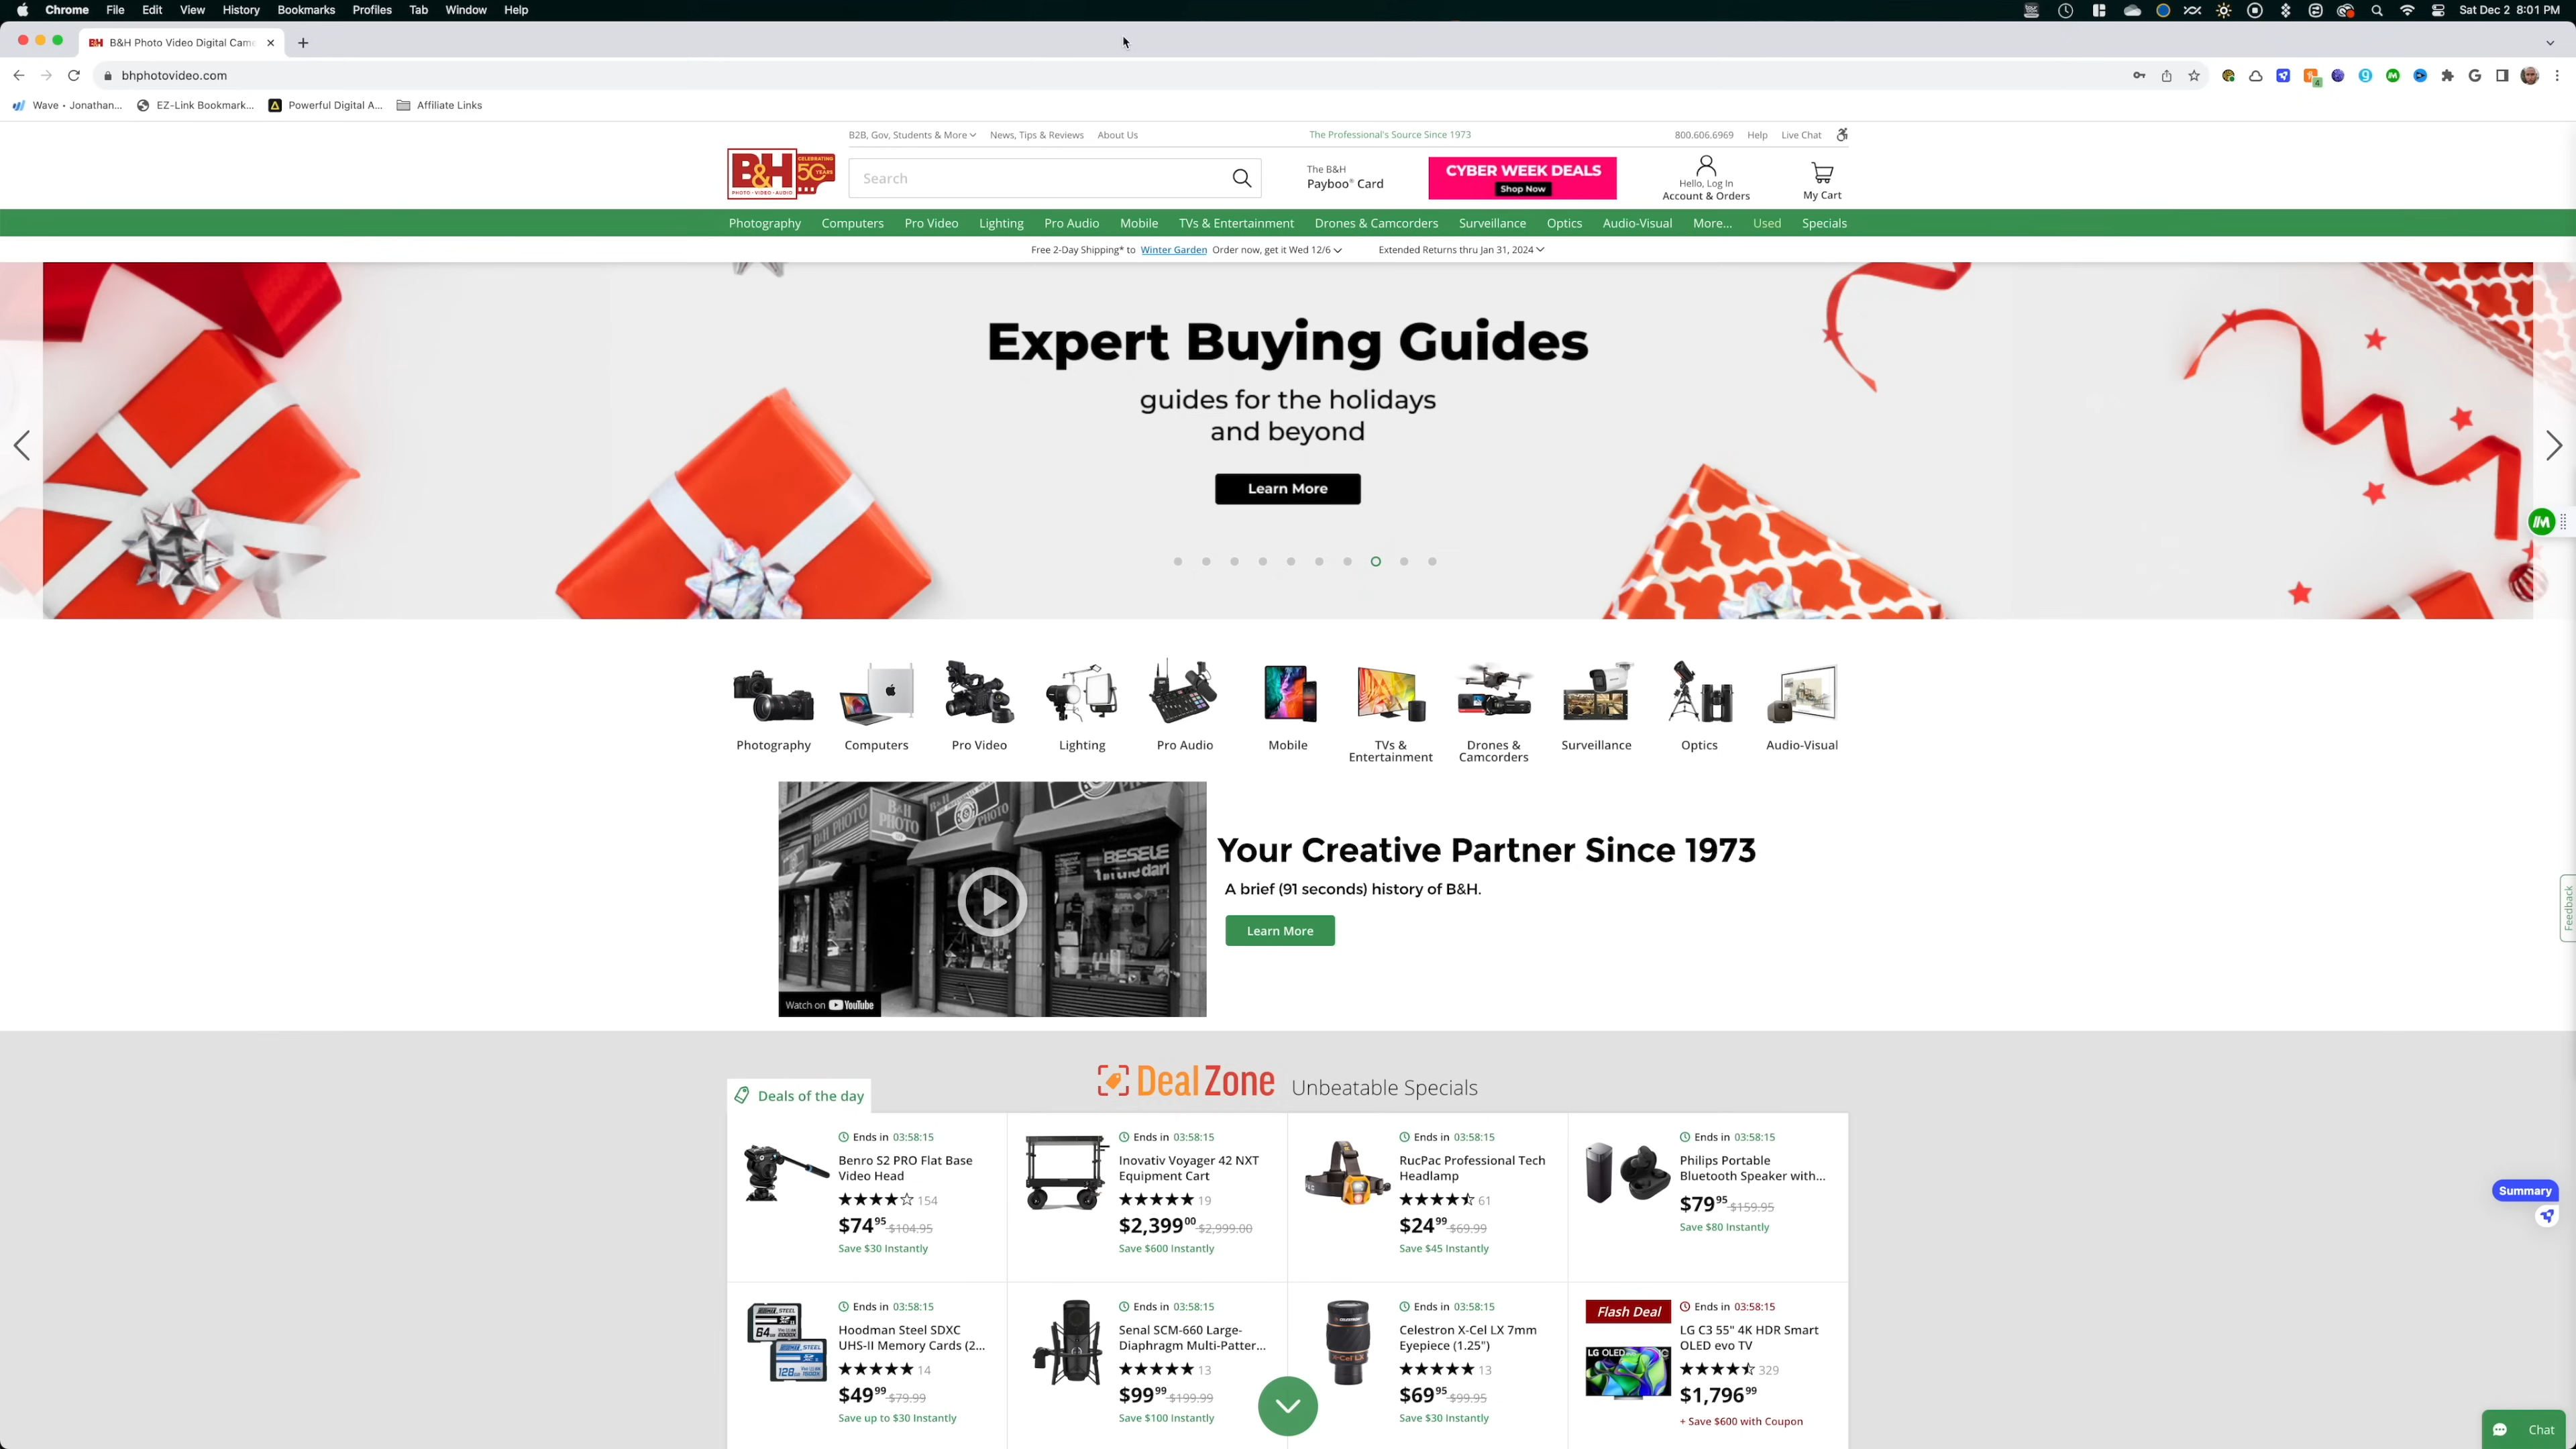 Chrome File Edit View History Bookmarks Profiles Tab Window Help
Sat Dec 2 8:01 PM
B&H Photo Video Digital Came
bhphotovideo.com
Wave • Jonathan... EZ-Link Bookmark... Powerful Digital A... Affiliate Links
B2B, Gov, Students & More News, Tips & Reviews About Us
The Professional's Source Since 1973
800.606.6969 Help Live Chat
B&H
PHOTO • VIDEO • AUDIO
CELEBRATING
50
YEARS
Search
The B&H
Payboo® Card
CYBER WEEK DEALS
Shop Now
Hello, Log In
Account & Orders
My Cart
Photography Computers Pro Video Lighting Pro Audio Mobile TVs & Entertainment Drones & Camcorders Surveillance Optics Audio-Visual More... Used Specials
Free 2-Day Shipping* to Winter Garden Order now, get it Wed 12/6 Extended Returns thru Jan 31, 2024
Expert Buying Guides
guides for the holidays
and beyond
Learn More
Photography Computers Pro Video Lighting Pro Audio Mobile TVs & Entertainment Drones & Camcorders Surveillance Optics Audio-Visual
B&H PHOTO
B&H
PHOTO
PHOTO
BESELE
Watch on YouTube
Your Creative Partner Since 1973
A brief (91 seconds) history of B&H.
Learn More
Feedback
Deals of the day
Deal Zone Unbeatable Specials
Ends in 03:58:15
Benro S2 PRO Flat Base
Video Head
154
$74.95 $104.95
Save $30 Instantly
Ends in 03:58:15
Inovativ Voyager 42 NXT
Equipment Cart
19
$2,399.00 $2,999.00
Save $600 Instantly
Ends in 03:58:15
RucPac Professional Tech
Headlamp
61
$24.99 $69.99
Save $45 Instantly
Ends in 03:58:15
Philips Portable
Bluetooth Speaker with...
$79.95 $159.95
Save $80 Instantly
Summary
Ends in 03:58:15
Hoodman Steel SDXC
UHS-II Memory Cards (2...
14
$49.99 $79.99
Save up to $30 Instantly
Ends in 03:58:15
Senal SCM-660 Large-
Diaphragm Multi-Patter...
13
$99.99 $199.99
Save $100 Instantly
Ends in 03:58:15
Celestron X-Cel LX 7mm
Eyepiece (1.25")
13
$69.95 $99.95
Save $30 Instantly
Flash Deal
Ends in 03:58:15
LG C3 55" 4K HDR Smart
OLED evo TV
329
$1,796.99
+ Save $600 with Coupon
Chat